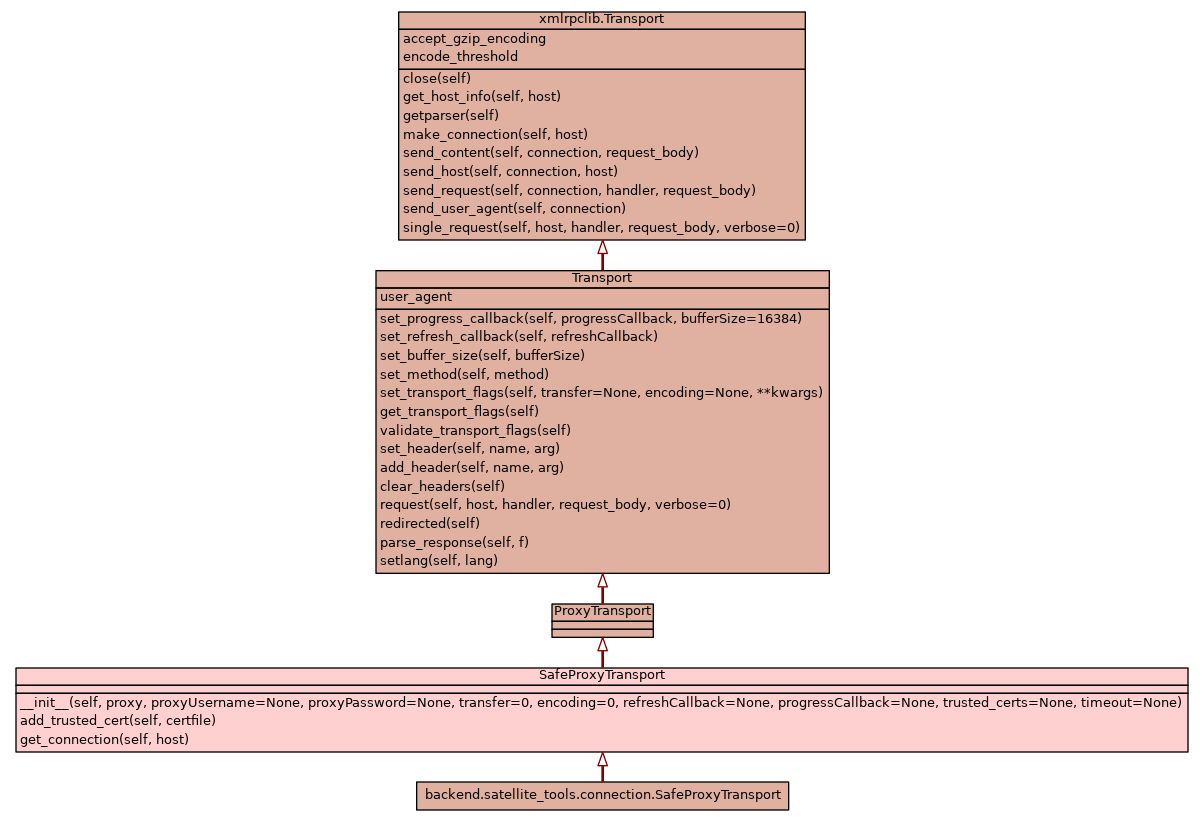 xmlrpclib.Transport
accept_gzip_encoding
encode_threshold
close(self)
get_host_info(self, host)
getparser(self)
make_connection(self, host)
send_content(self, connection, request_body)
send_host(self, connection, host)
send_request(self, connection, handler, request_body)
send_user_agent(self, connection)
single_request(self, host, handler, request_body, verbose=0)
Transport
user_agent
set_progress_callback(self, progressCallback, bufferSize=16384)
set_refresh_callback(self, refreshCallback)
set_buffer_size(self, bufferSize)
set_method(self, method)
set_transport_flags(self, transfer=None, encoding=None, **kwargs)
get_transport_flags(self)
validate_transport_flags(self)
set_header(self, name, arg)
add_header(self, name, arg)
clear_headers(self)
request(self, host, handler, request_body, verbose=0)
redirected(self)
parse_response(self, f)
setlang(self, lang)
ProxyTransport
SafeProxyTransport
__init__(self, proxy, proxyUsername=None, proxyPassword=None, transfer=0, encoding=0, refreshCallback=None, progressCallback=None, trusted_certs=None, timeout=None)
add_trusted_cert(self, certfile)
get_connection(self, host)
backend.satellite_tools.connection.SafeProxyTransport